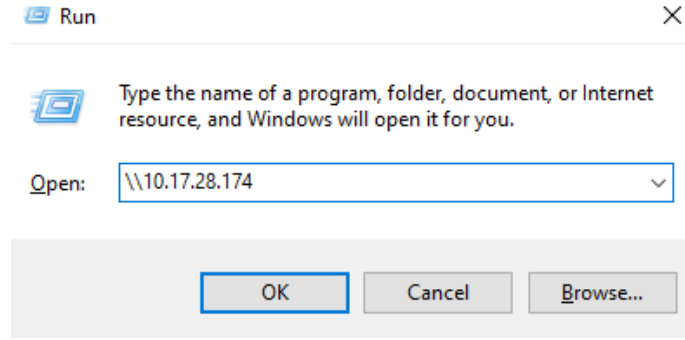 Run
Type the name of a program, folder, document, or Internet
resource, and Windows will open it for you.
Open: \\10.17.28.174
OK Cancel Browse...